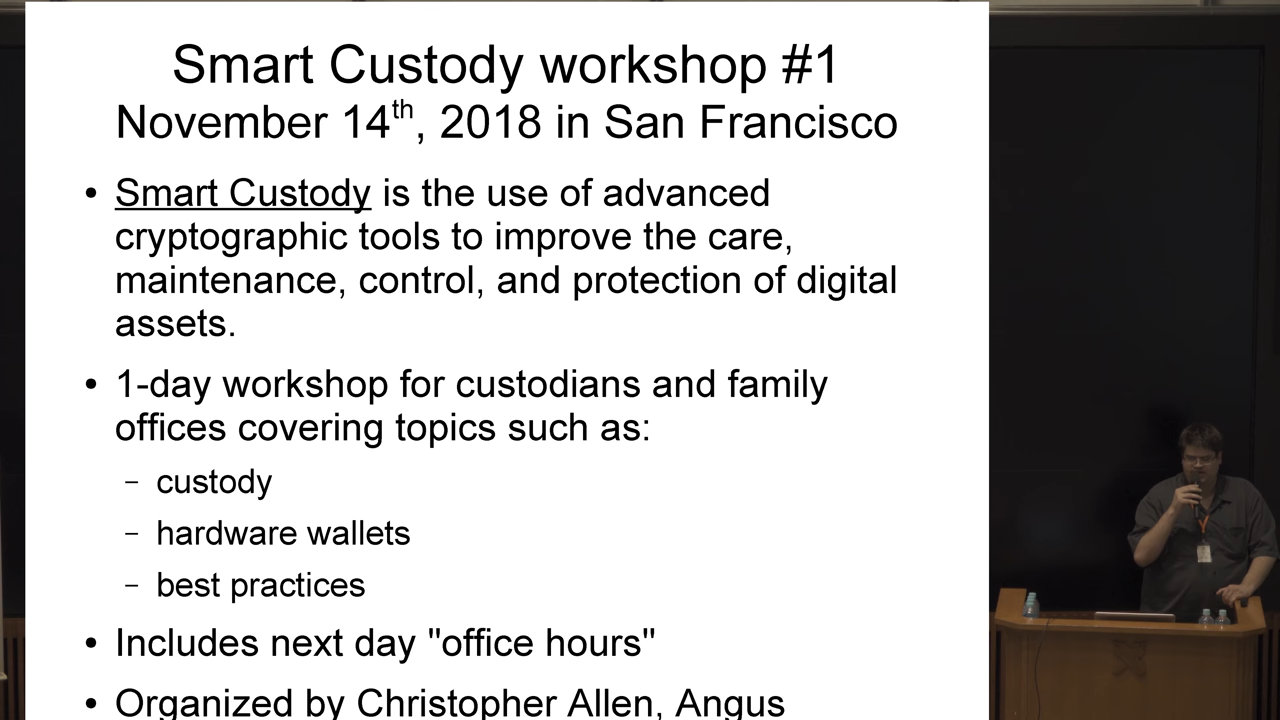 Smart Custody workshop #1
November 14th, 2018 in San Francisco
• Smart Custody is the use of advanced
cryptographic tools to improve the care,
maintenance, control, and protection of digital
assets.
• 1-day workshop for custodians and family
offices covering topics such as:
– custody
– hardware wallets
– best practices
• Includes next day "office hours"
• Organized by Christopher Allen, Angus